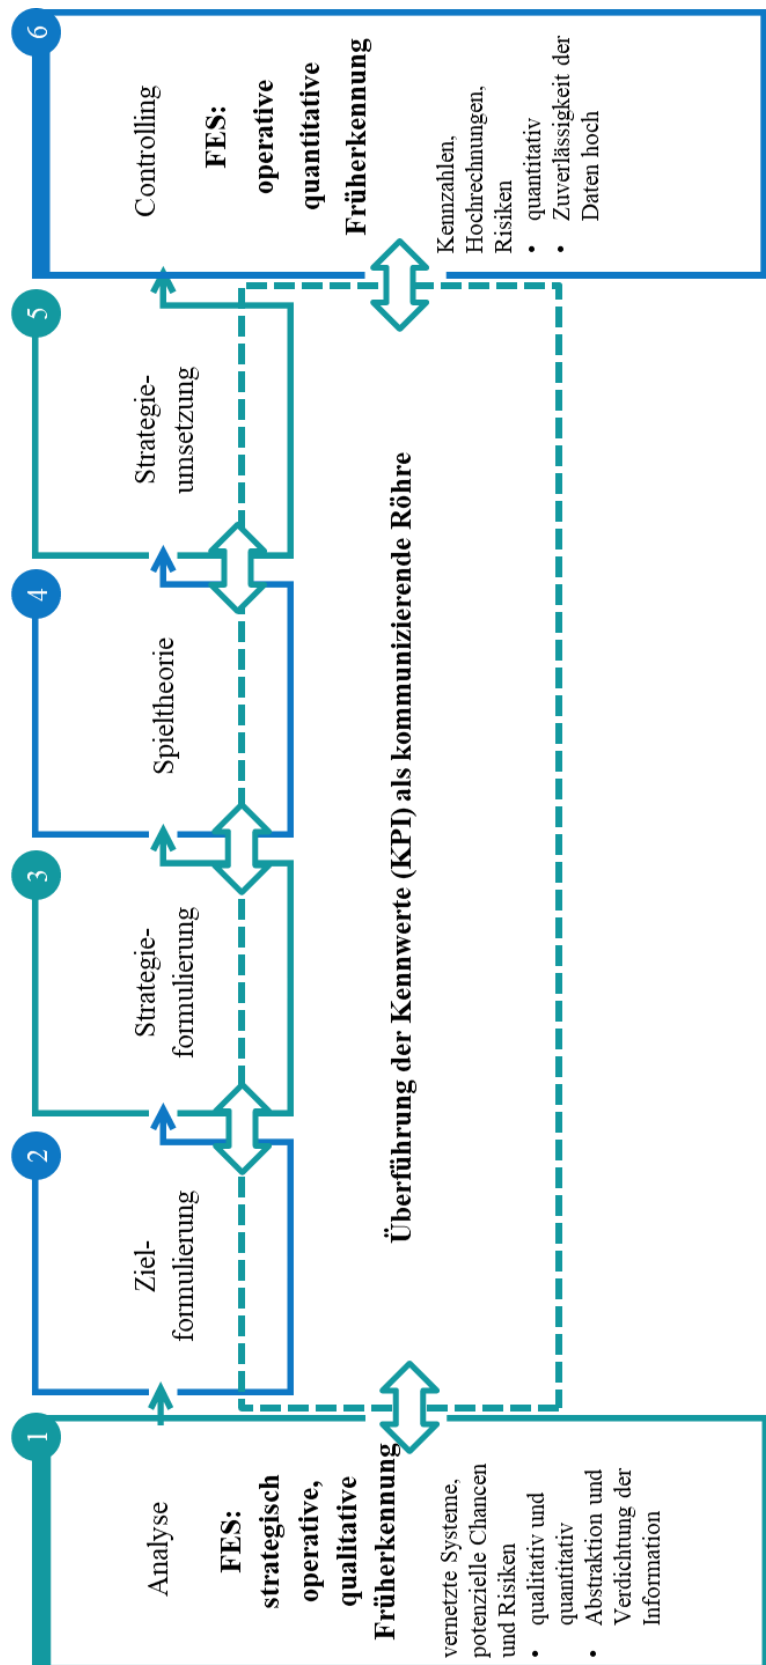 1
Analyse
FES:
strategisch
operative,
qualitative
Früherkennung
vernetzte Systeme,
potenzielle Chancen
und Risiken
• qualitativ und
quantitativ
• Abstraktion und
Verdichtung der
Information
2
Ziel-
formulierung
3
Strategie-
formulierung
4
Spieltheorie
5
Strategie-
umsetzung
Überführung der Kennwerte (KPI) als kommunizierende Röhre
6
Controlling
FES:
operative
quantitative
Früherkennung
Kennzahlen,
Hochrechnungen,
Risiken
• quantitativ
• Zuverlässigkeit der
Daten hoch